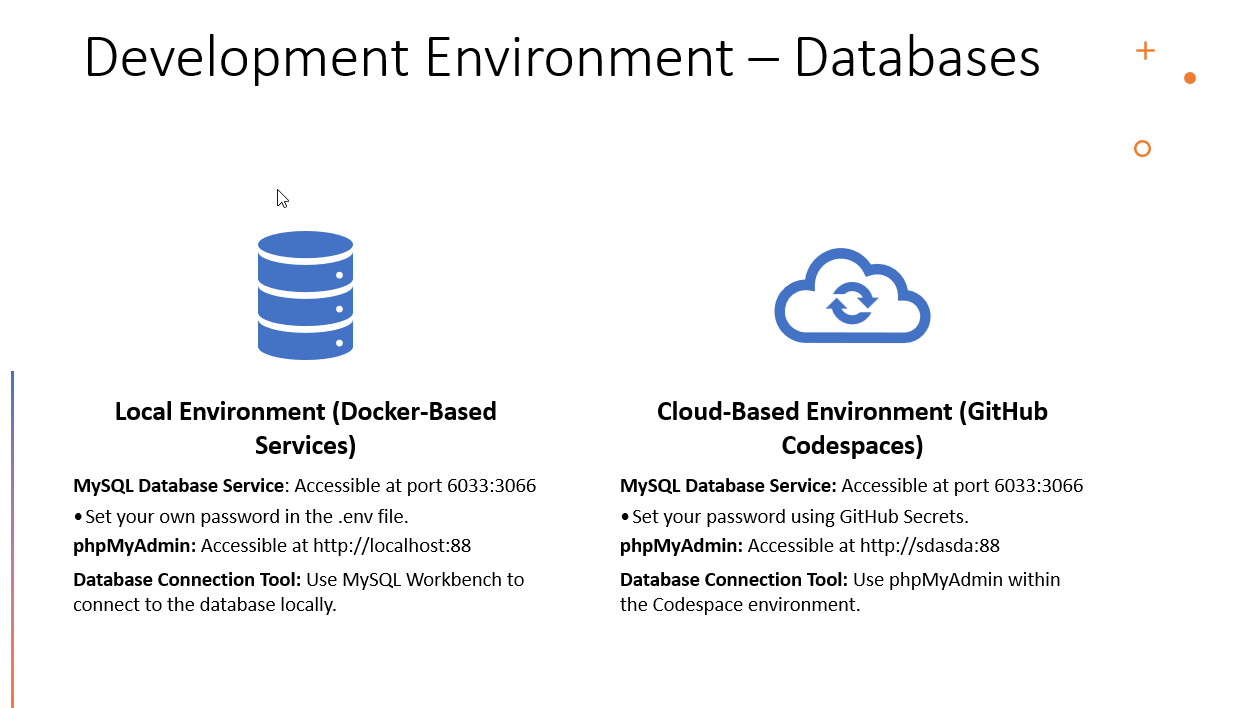 Development Environment – Databases
Local Environment (Docker-Based
Services)
MySQL Database Service: Accessible at port 6033:3066
•Set your own password in the .env file.
phpMyAdmin: Accessible at http://localhost:88
Database Connection Tool: Use MySQL Workbench to
connect to the database locally.
Cloud-Based Environment (GitHub
Codespaces)
MySQL Database Service: Accessible at port 6033:3066
•Set your password using GitHub Secrets.
phpMyAdmin: Accessible at http://sdasda:88
Database Connection Tool: Use phpMyAdmin within
the Codespace environment.